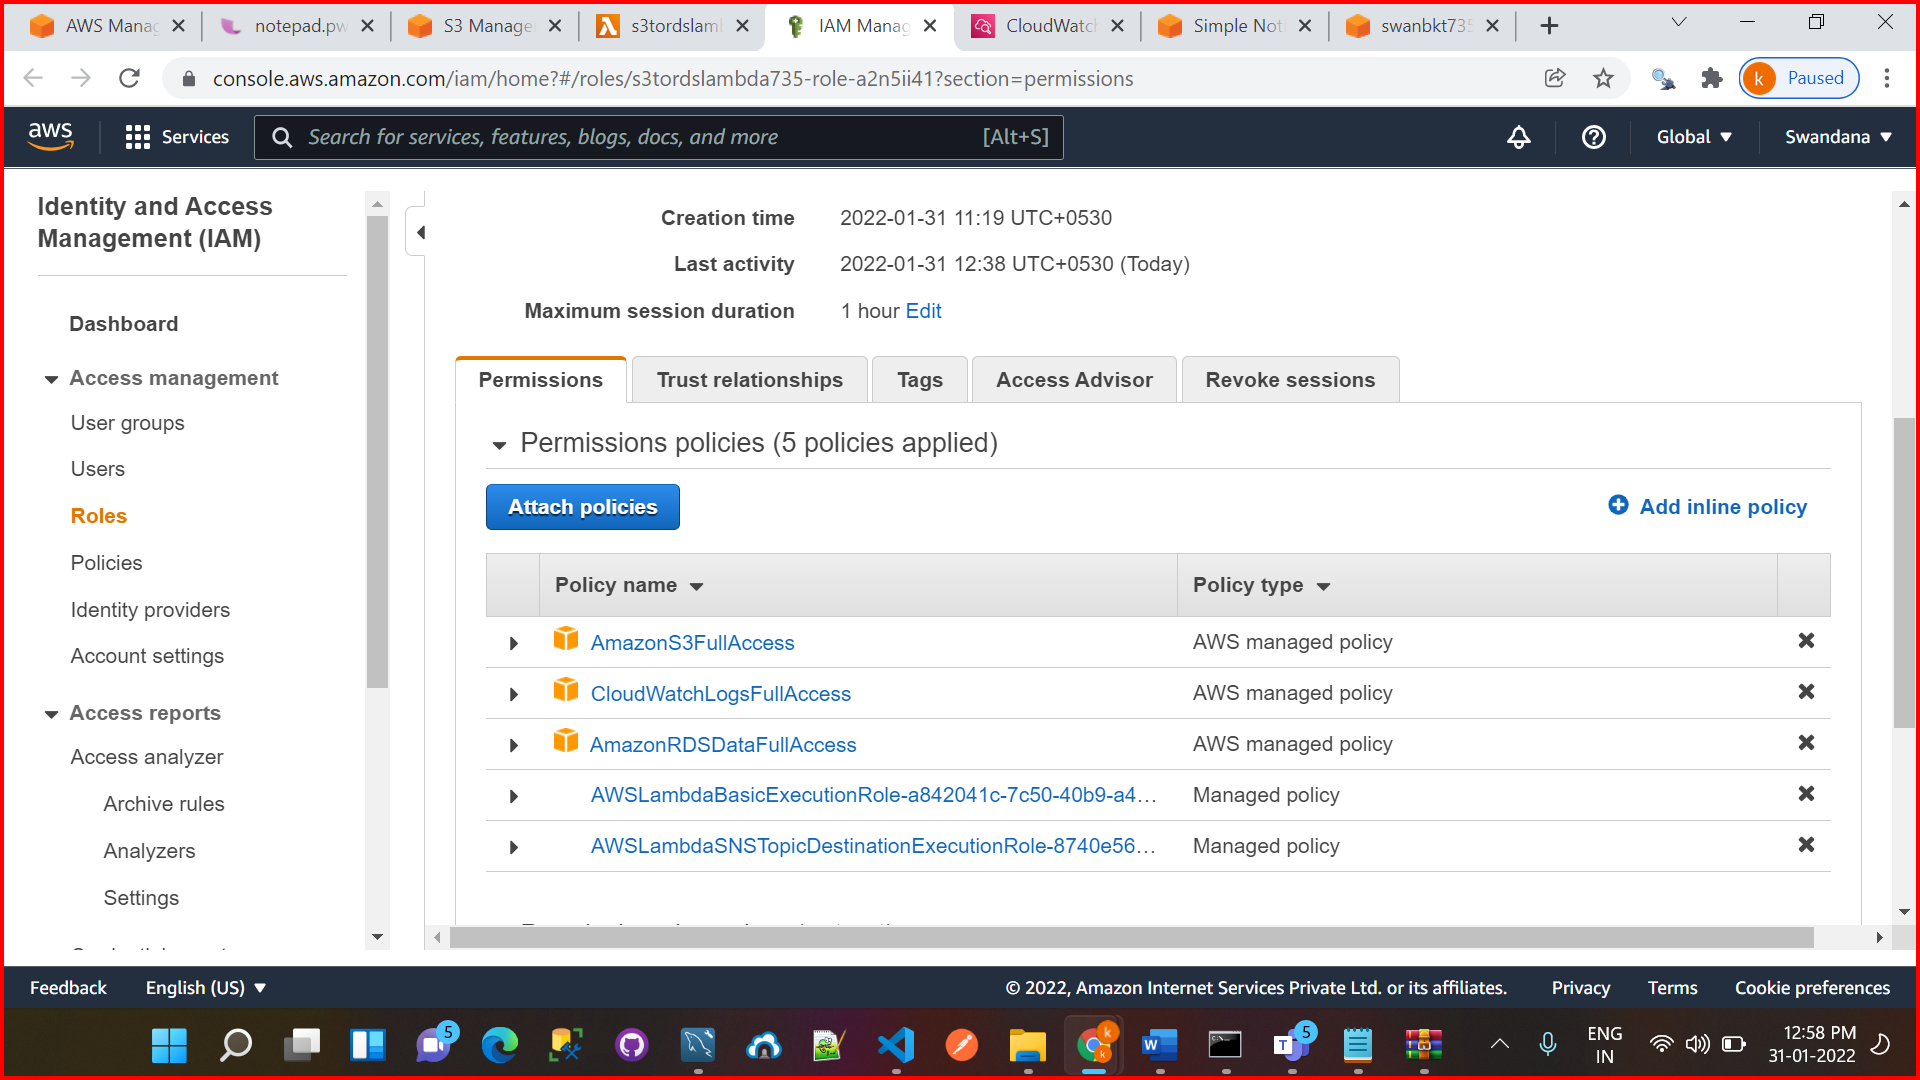 AWS Manag
notepad.pw
S3 Manage
s3tordslamb
IAM Manag
CloudWatch
Simple Noti
swanbkt735
console.aws.amazon.com/iam/home?#/roles/s3tordslambda735-role-a2n5ii41?section=permissions
k Paused
aws
Services
Search for services, features, blogs, docs, and more [Alt+S]
Global
Swandana
Identity and Access
Management (IAM)
Dashboard
Access management
User groups
Users
Roles
Policies
Identity providers
Account settings
Access reports
Access analyzer
Archive rules
Analyzers
Settings
Creation time 2022-01-31 11:19 UTC+0530
Last activity 2022-01-31 12:38 UTC+0530 (Today)
Maximum session duration 1 hour Edit
Permissions
Trust relationships
Tags
Access Advisor
Revoke sessions
Permissions policies (5 policies applied)
Attach policies
Add inline policy
Policy name Policy type
AmazonS3FullAccess AWS managed policy
CloudWatchLogsFullAccess AWS managed policy
AmazonRDSDataFullAccess AWS managed policy
AWSLambdaBasicExecutionRole-a842041c-7c50-40b9-a4… Managed policy
AWSLambdaSNSTopicDestinationExecutionRole-8740e56… Managed policy
Feedback
English (US)
© 2022, Amazon Internet Services Private Ltd. or its affiliates.
Privacy
Terms
Cookie preferences
5
5
ENG
IN
12:58 PM
31-01-2022